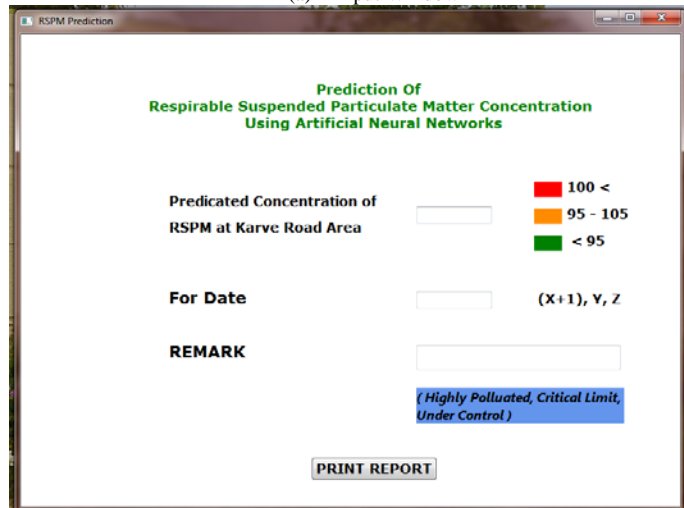 RSPM Prediction
Prediction Of
Respirable Suspended Particulate Matter Concentration
Using Artificial Neural Networks
Predicated Concentration of
RSPM at Karve Road Area
100 <
95 - 105
< 95
For Date
(X+1), Y, Z
REMARK
( Highly Polluated, Critical Limit,
Under Control )
PRINT REPORT